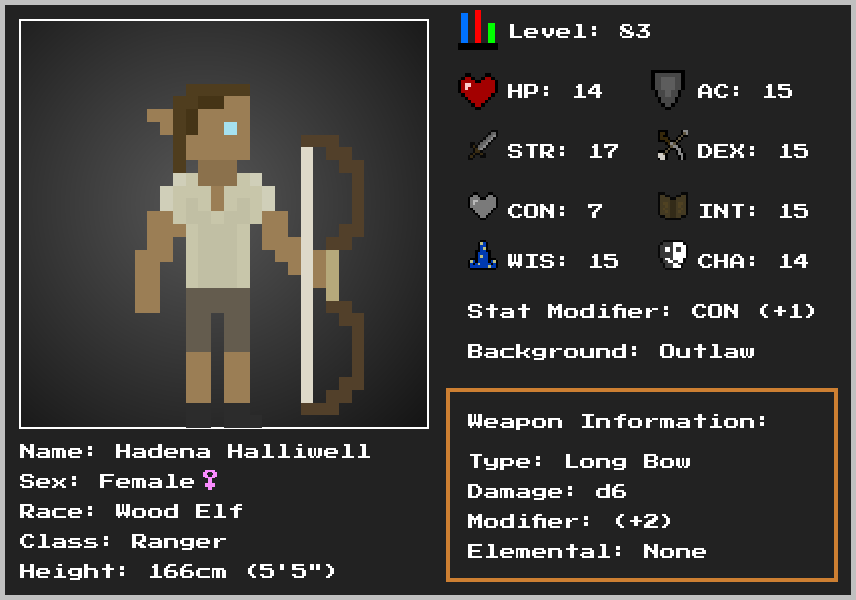 Level: 83
HP: 14
AC: 15
STR: 17
DEX: 15
CON: 7
INT: 15
WIS: 15
CHA: 14
Stat Modifier: CON (+1)
Background: Outlaw
Weapon Information:
Type: Long Bow
Damage: d6
Modifier: (+2)
Elemental: None
Name: Hadena Halliwell
Sex: Female♀
Race: Wood Elf
Class: Ranger
Height: 166cm (5'5")